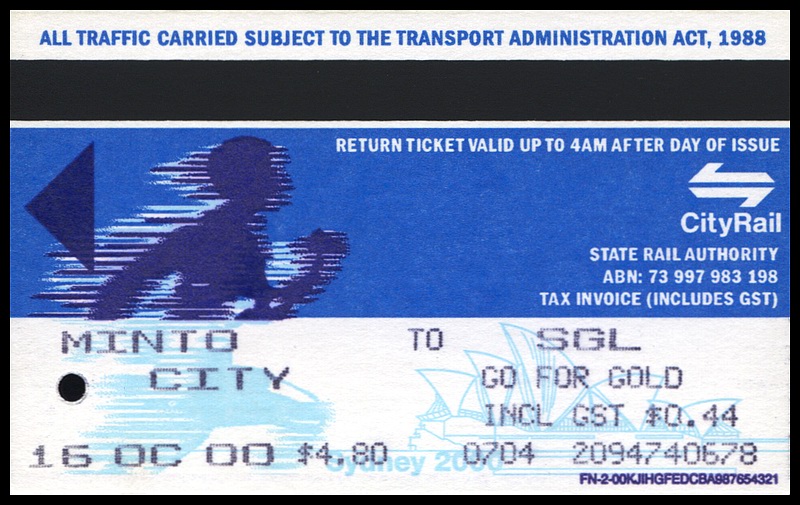 ALL TRAFFIC CARRIED SUBJECT TO THE TRANSPORT ADMINISTRATION ACT, 1988
RETURN TICKET VALID UP TO 4AM AFTER DAY OF ISSUE
CityRail
STATE RAIL AUTHORITY
ABN: 73 997 983 198
TAX INVOICE (INCLUDES GST)
MINTO TO SGL
CITY GO FOR GOLD
INCL GST $0.44
16 OC 00 $4.80 0704 2094740678
Sydney 2000
FN-2-00KJIHGFEDCBA987654321